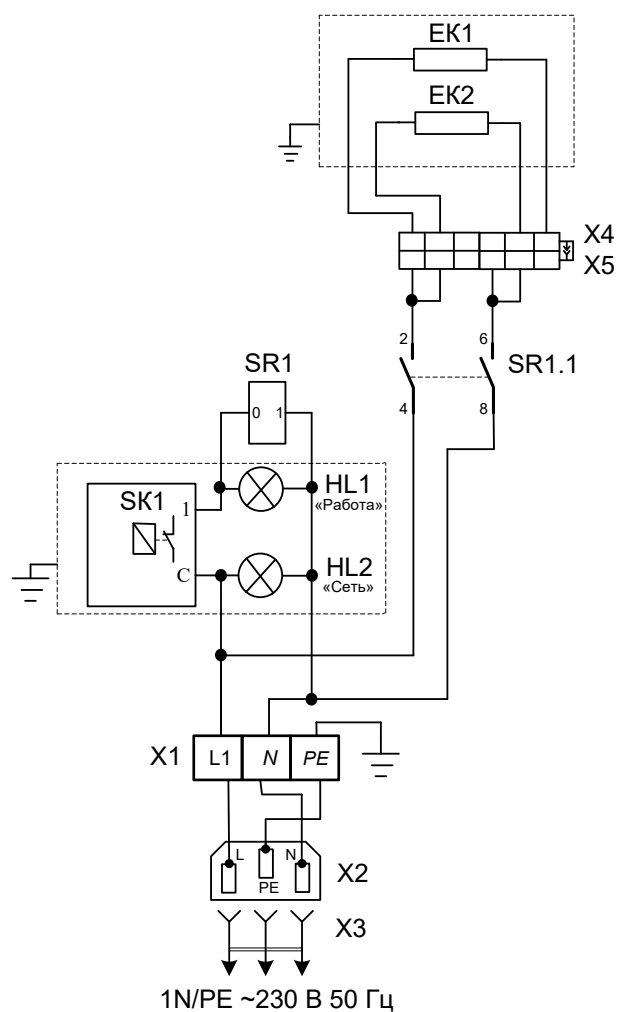 EK1
EK2
X4
X5
2
6
SR1.1
SR1
4
8
0 1
HL1
«Работа»
SK1
1
HL2
«Сеть»
C
X1
L1
N
PE
L
N
PE
X2
X3
1N/PE ~230 В 50 Гц